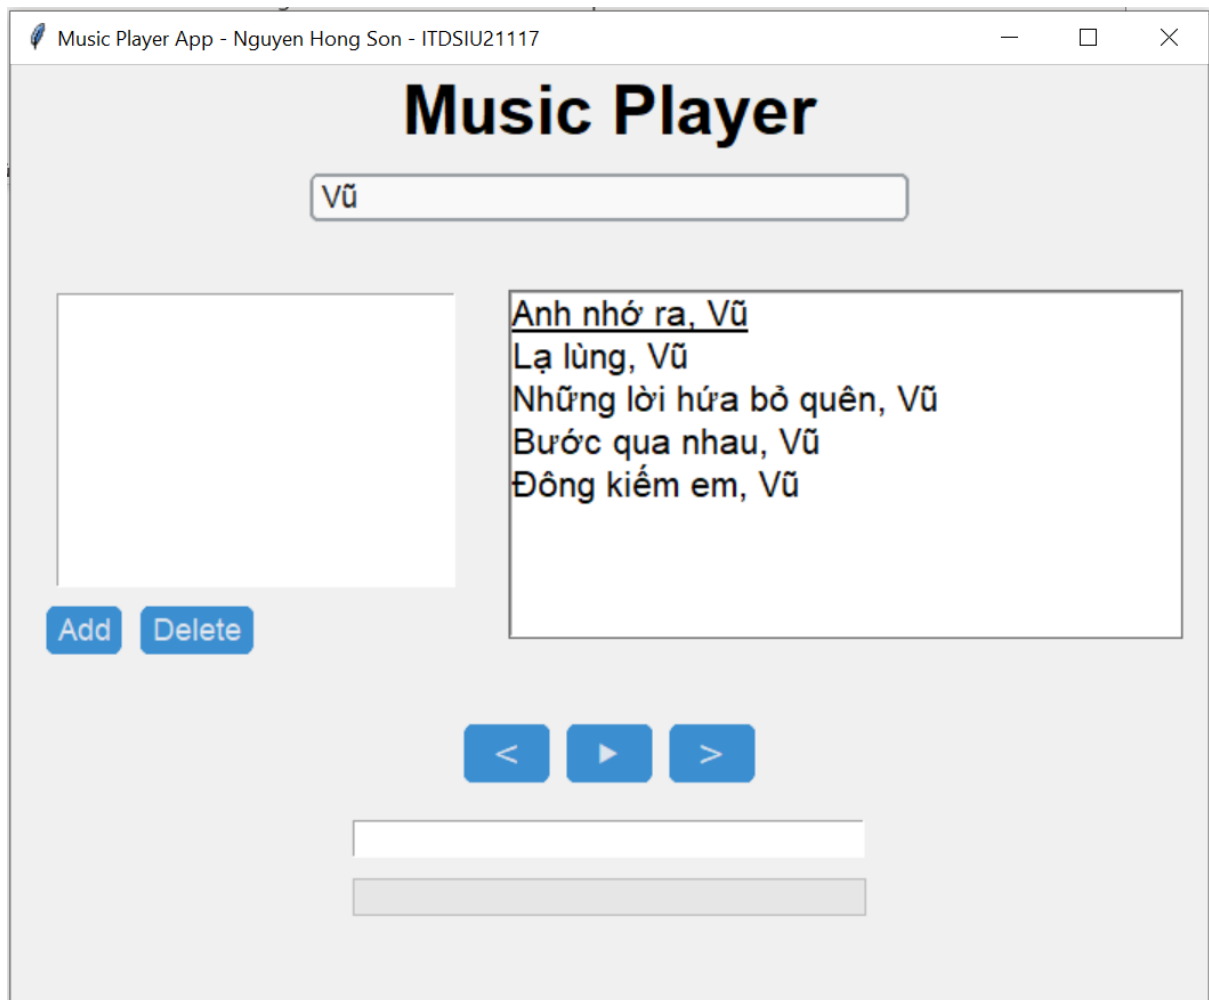 Music Player App - Nguyen Hong Son - ITDSIU21117
Music Player
Vũ
Anh nhớ ra, Vũ
Lạ lùng, Vũ
Những lời hứa bỏ quên, Vũ
Bước qua nhau, Vũ
Đông kiếm em, Vũ
Add Delete
< ▶ >